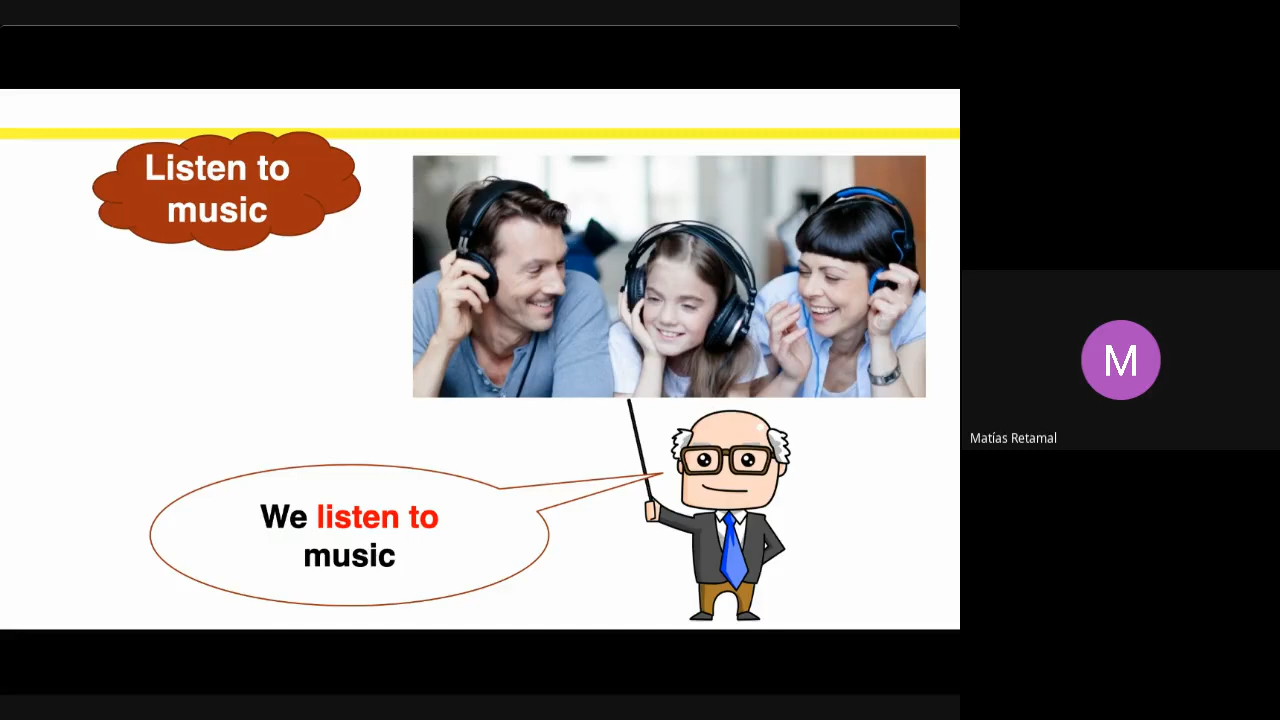 Listen to
music
We listen to
music
M
Matías Retamal